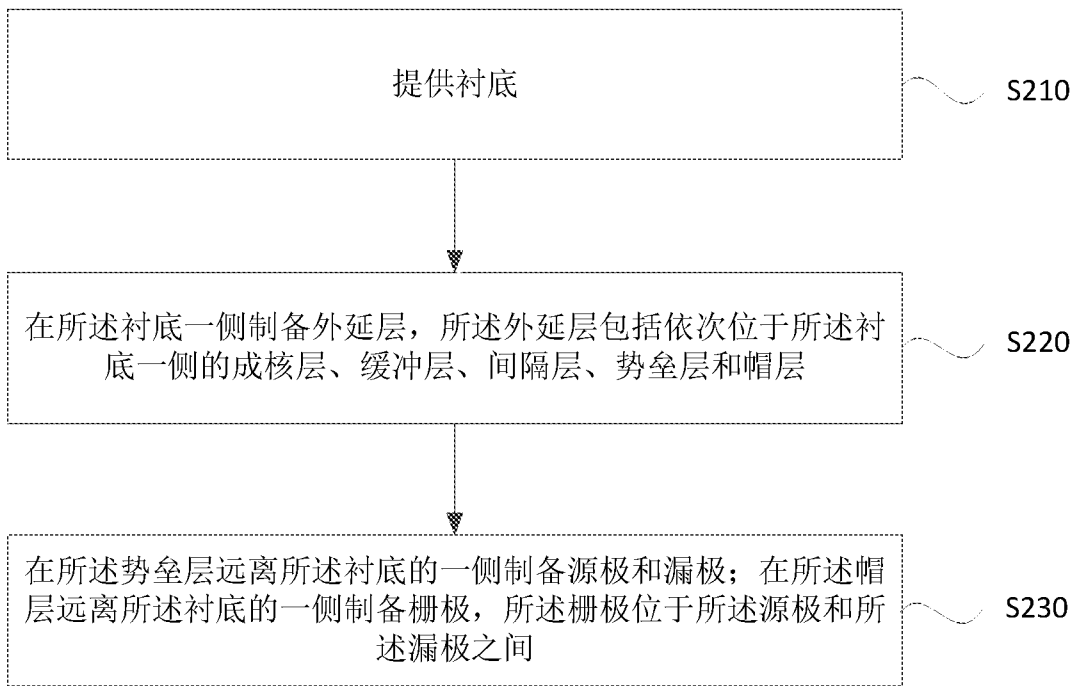 提供衬底
S210
在所述衬底一侧制备外延层，所述外延层包括依次位于所述衬
底一侧的成核层、缓冲层、间隔层、势垒层和帽层
S220
在所述势垒层远离所述衬底的一侧制备源极和漏极；在所述帽
层远离所述衬底的一侧制备栅极，所述栅极位于所述源极和所
述漏极之间
S230